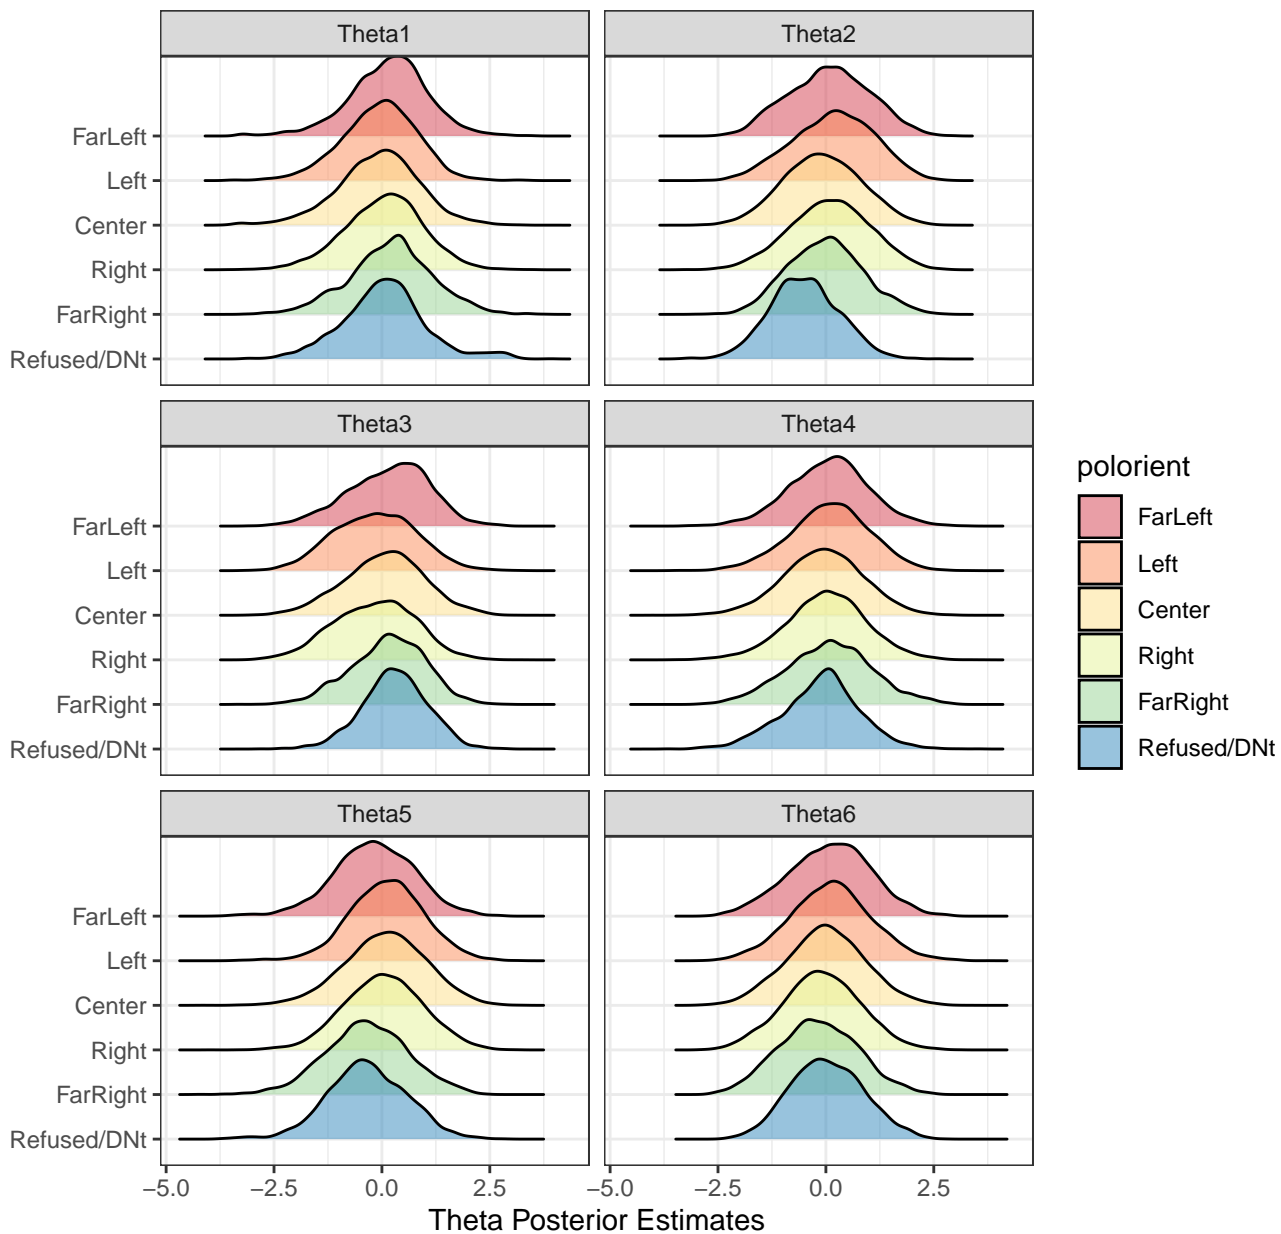 Theta1
Theta2
FarLeft
Left
Center
Right
FarRight
Refused/DNt
Theta3
Theta4
FarLeft
Left
Center
Right
FarRight
Refused/DNt
Theta5
Theta6
FarLeft
Left
Center
Right
FarRight
Refused/DNt
−5.0 −2.5 0.0 2.5
−5.0 −2.5 0.0 2.5
Theta Posterior Estimates
polorient
FarLeft
Left
Center
Right
FarRight
Refused/DNt